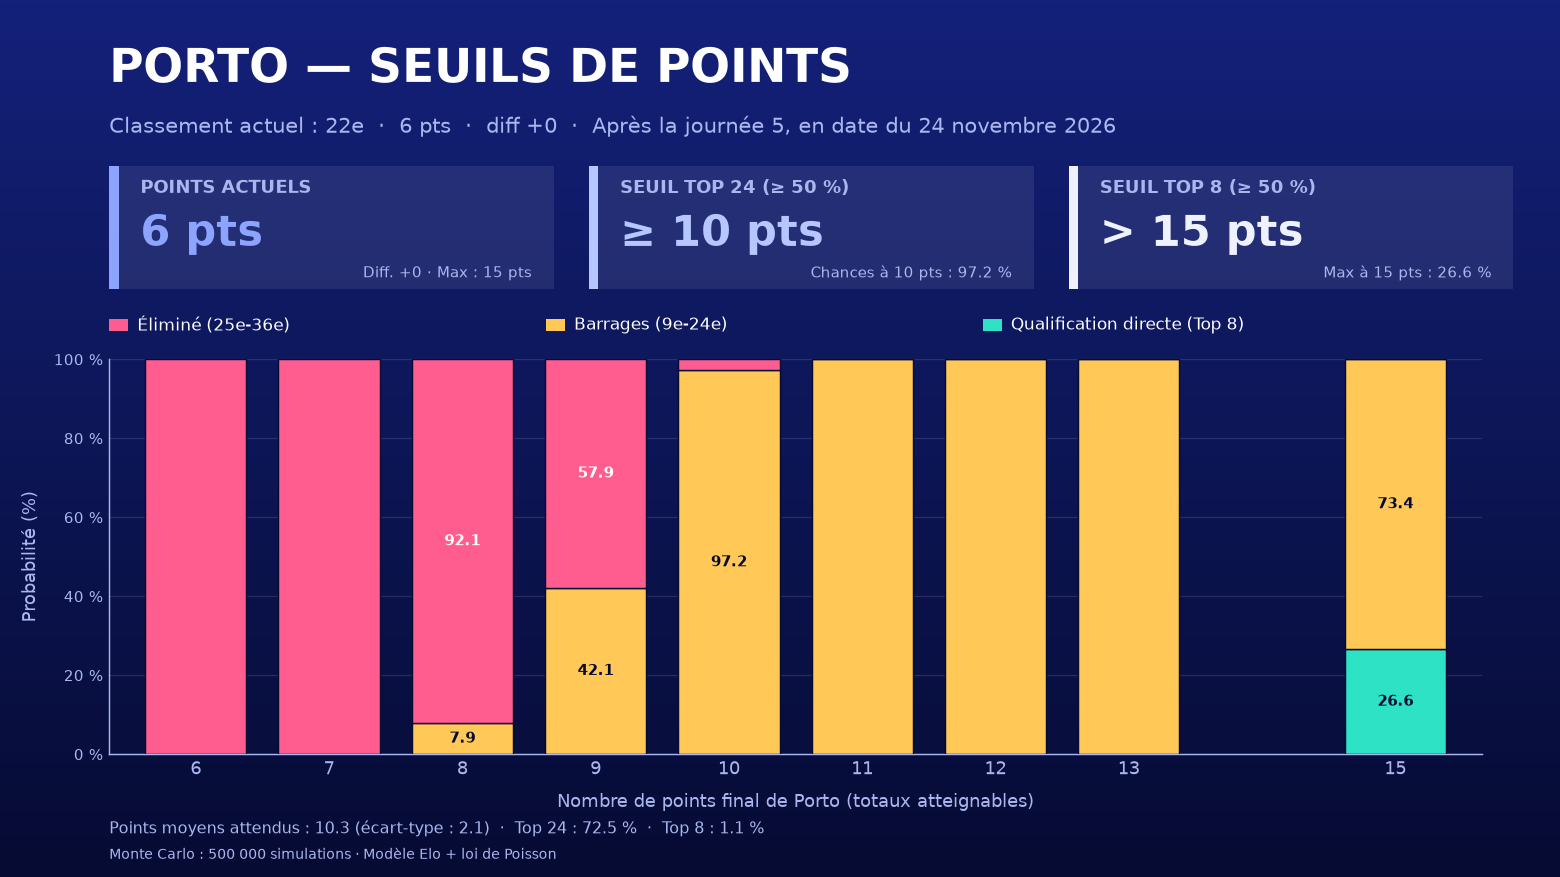 PORTO — SEUILS DE POINTS
Classement actuel : 22e · 6 pts · diff +0 · Après la journée 5, en date du 24 novembre 2026
POINTS ACTUELS
6 pts
Diff. +0 · Max : 15 pts
SEUIL TOP 24 (≥ 50 %)
≥ 10 pts
Chances à 10 pts : 97.2 %
SEUIL TOP 8 (≥ 50 %)
> 15 pts
Max à 15 pts : 26.6 %
Éliminé (25e-36e)
Barrages (9e-24e)
Qualification directe (Top 8)
Probabilité (%)
100 %
80 %
60 %
40 %
20 %
0 %
92.1
7.9
57.9
42.1
97.2
73.4
26.6
6 7 8 9 10 11 12 13 15
Nombre de points final de Porto (totaux atteignables)
Points moyens attendus : 10.3 (écart-type : 2.1) · Top 24 : 72.5 % · Top 8 : 1.1 %
Monte Carlo : 500 000 simulations · Modèle Elo + loi de Poisson